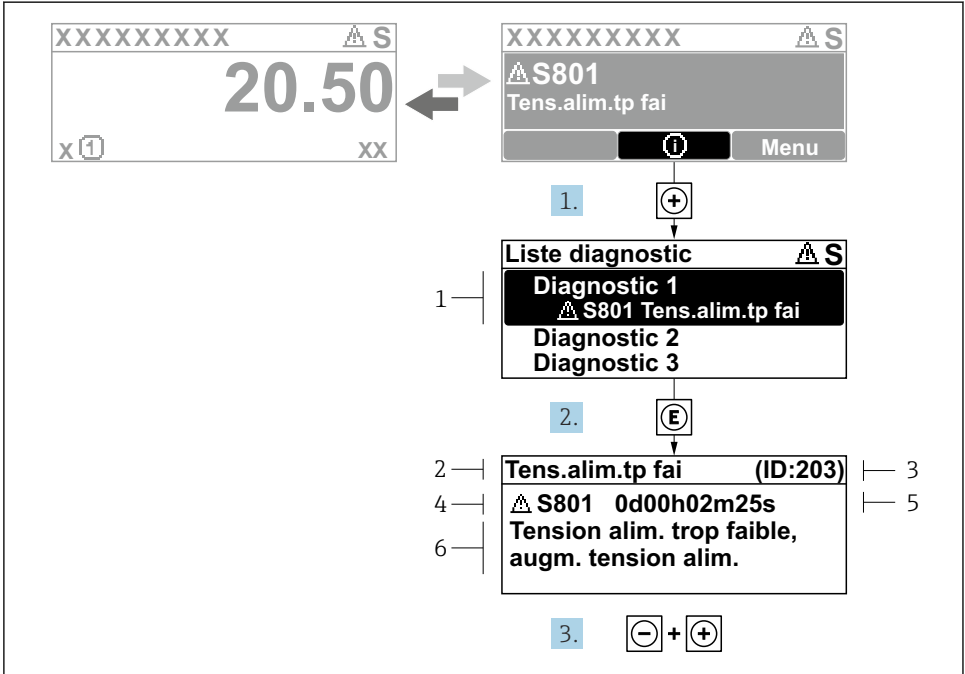 XXXXXXXXX ⚠ S
20.50
X ① XX
XXXXXXXXX ⚠ S
⚠ S801
Tens.alim.tp fai
ⓘ Menu
1. +
Liste diagnostic ⚠ S
1
Diagnostic 1
⚠ S801 Tens.alim.tp fai
Diagnostic 2
Diagnostic 3
2. E
2 Tens.alim.tp fai (ID:203) 3
4 ⚠ S801 0d00h02m25s 5
6
Tension alim. trop faible,
augm. tension alim.
3. - + +